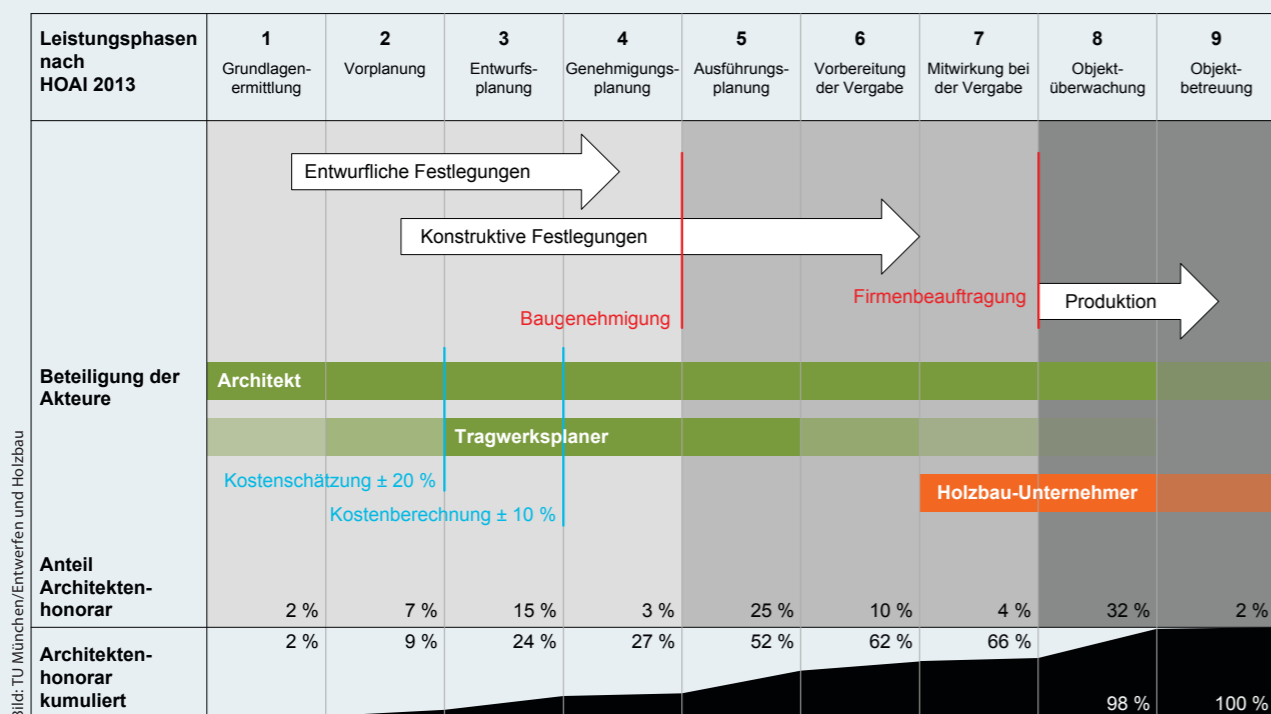 Leistungsphasen
nach
HOAI 2013
1
Grundlagen-
ermittlung
2
Vorplanung
3
Entwurfs-
planung
4
Genehmigungs-
planung
5
Ausführungs-
planung
6
Vorbereitung
der Vergabe
7
Mitwirkung bei
der Vergabe
8
Objekt-
überwachung
9
Objekt-
betreuung
Entwurfliche Festlegungen
Konstruktive Festlegungen
Firmenbeauftragung
Produktion
Baugenehmigung
Beteiligung der
Akteure
Architekt
Tragwerksplaner
Kostenschätzung ± 20 %
Holzbau-Unternehmer
Kostenberechnung ± 10 %
Anteil
Architekten-
honorar
2 % 7 % 15 % 3 % 25 % 10 % 4 % 32 % 2 %
Architekten-
honorar
kumuliert
2 % 9 % 24 % 27 % 52 % 62 % 66 % 98 % 100 %
Bild: TU München/Entwerfen und Holzbau